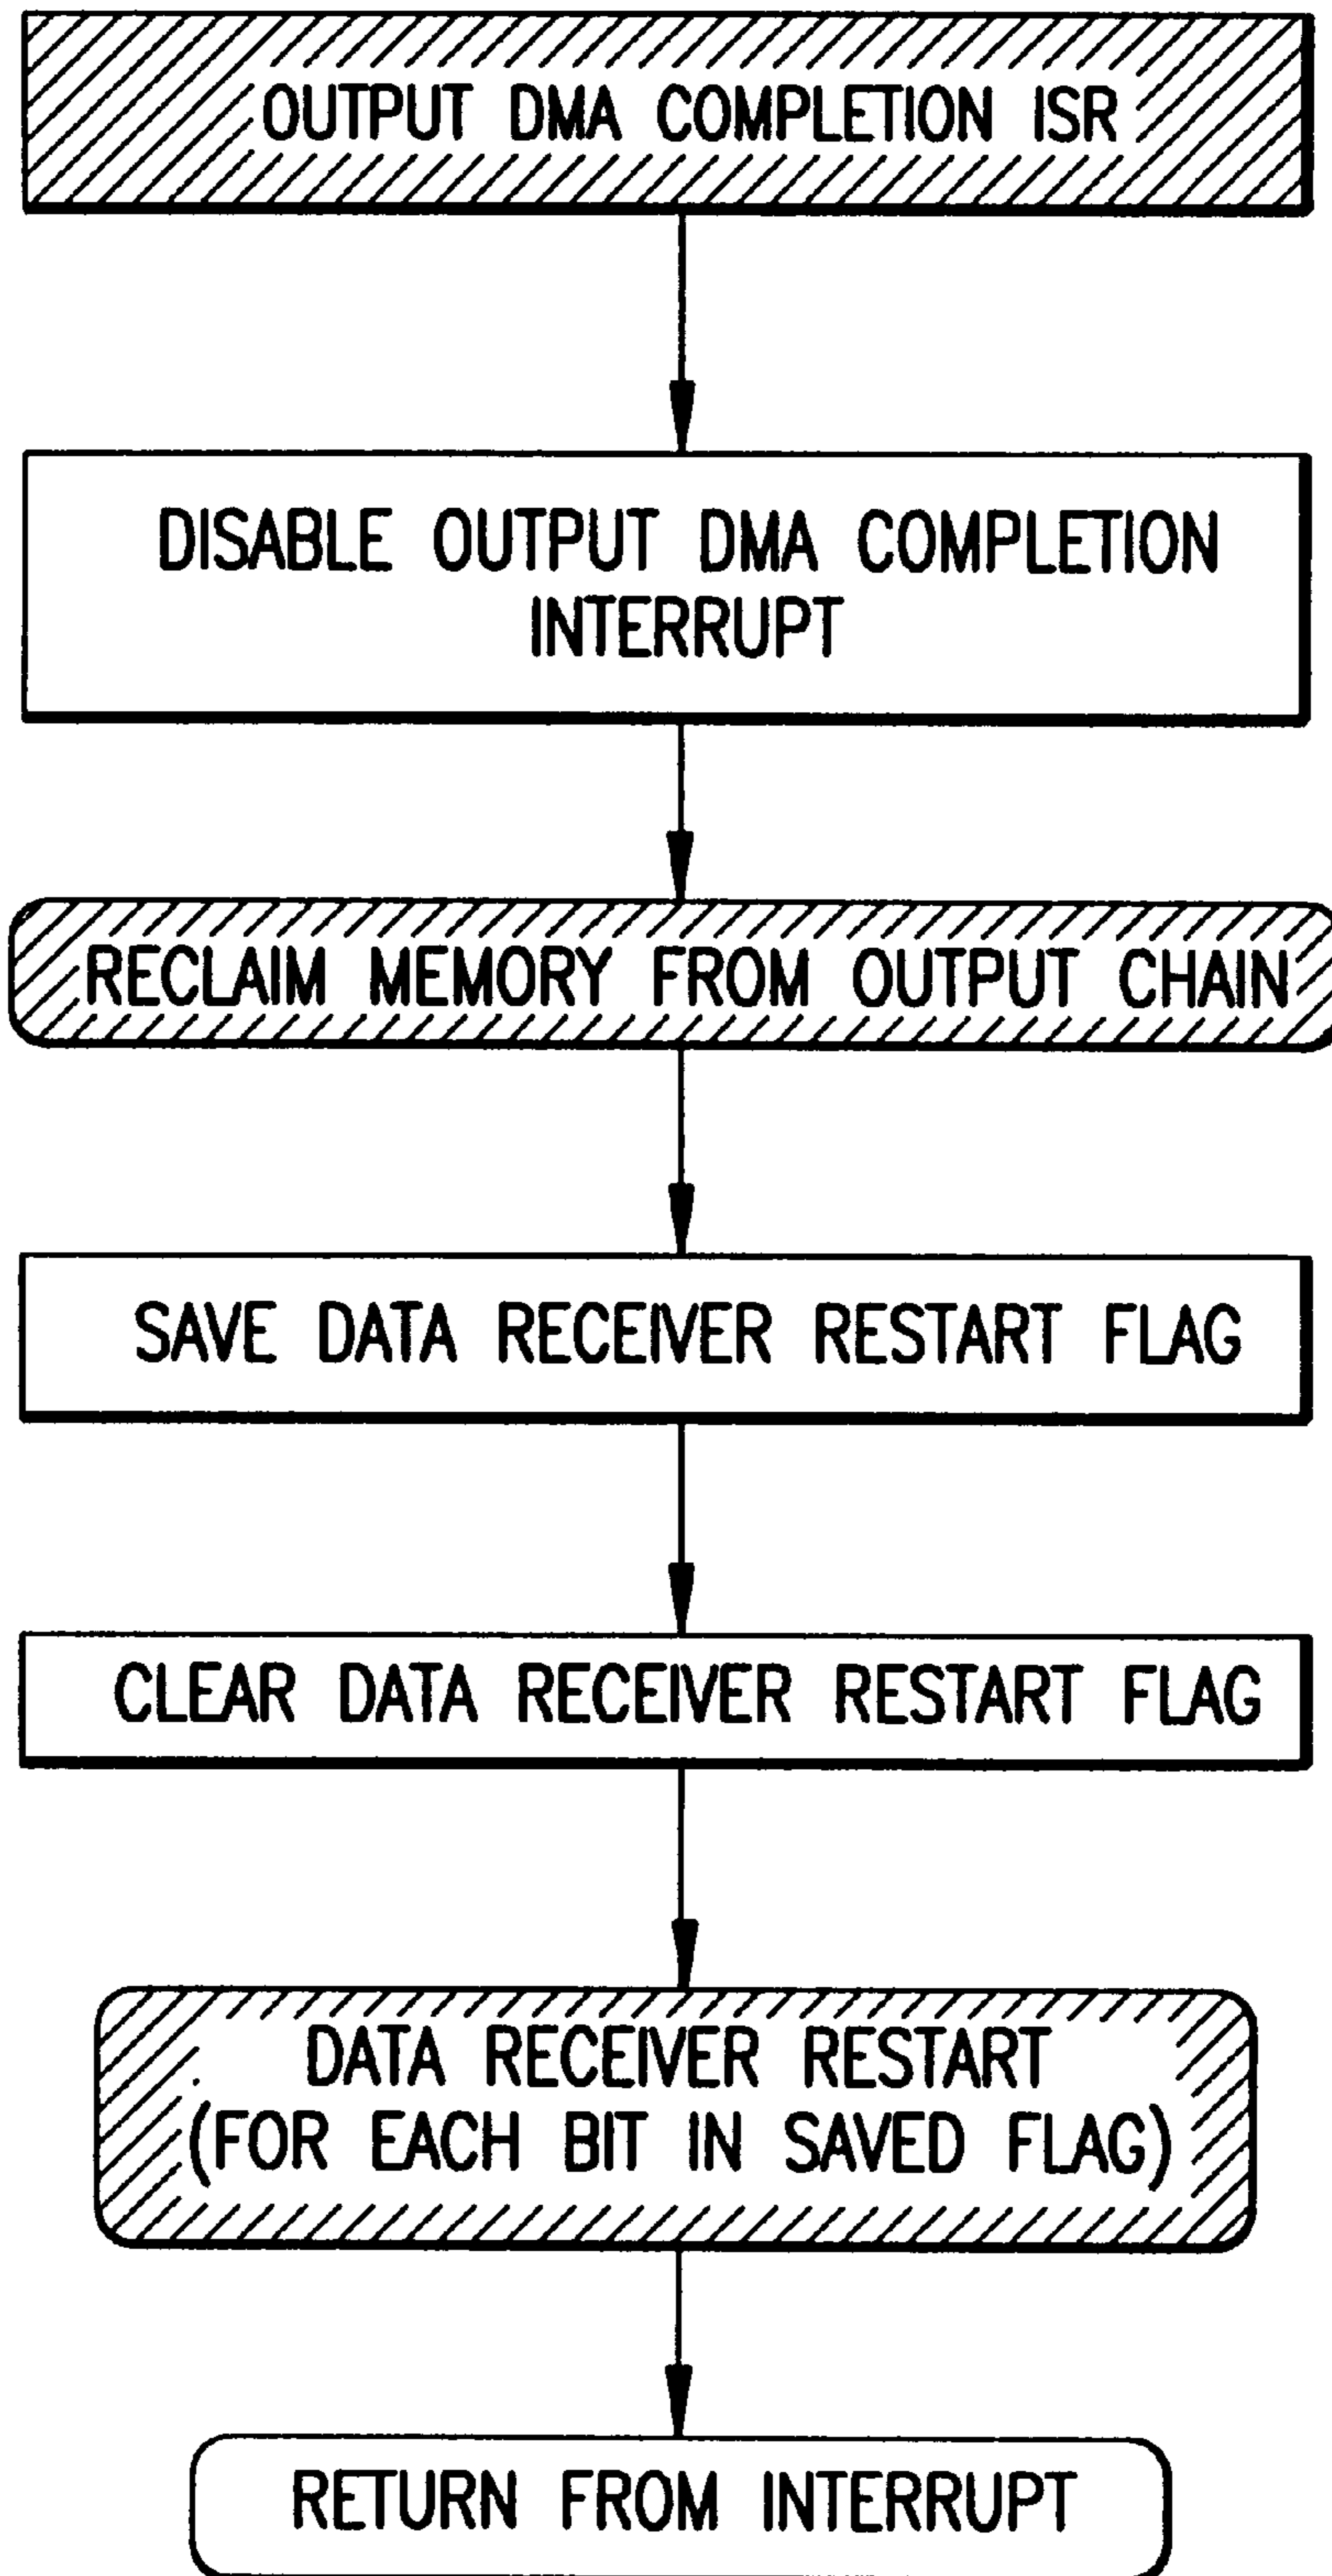 OUTPUT DMA COMPLETION ISR
DISABLE OUTPUT DMA COMPLETION
INTERRUPT
RECLAIM MEMORY FROM OUTPUT CHAIN
SAVE DATA RECEIVER RESTART FLAG
CLEAR DATA RECEIVER RESTART FLAG
DATA RECEIVER RESTART
(FOR EACH BIT IN SAVED FLAG)
RETURN FROM INTERRUPT